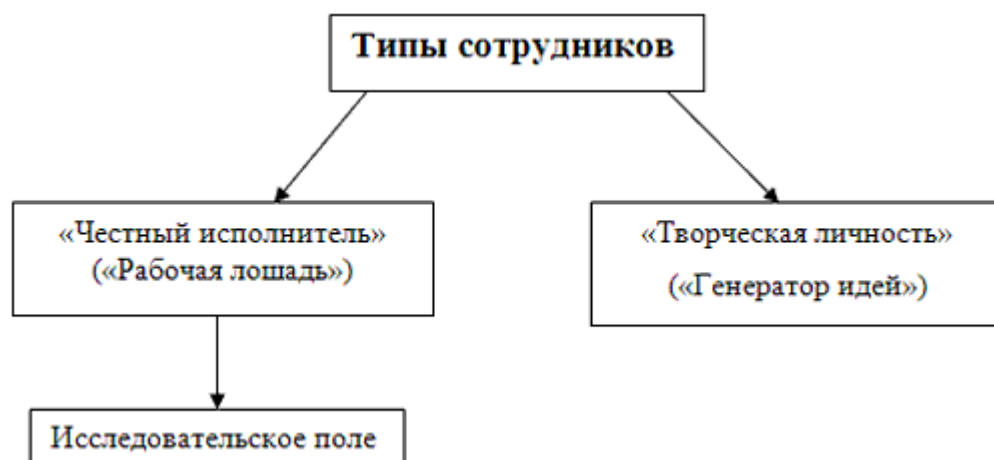 Типы сотрудников
«Честный исполнитель»
(«Рабочая лошадь»)
«Творческая личность»
(«Генератор идей»)
Исследовательское поле